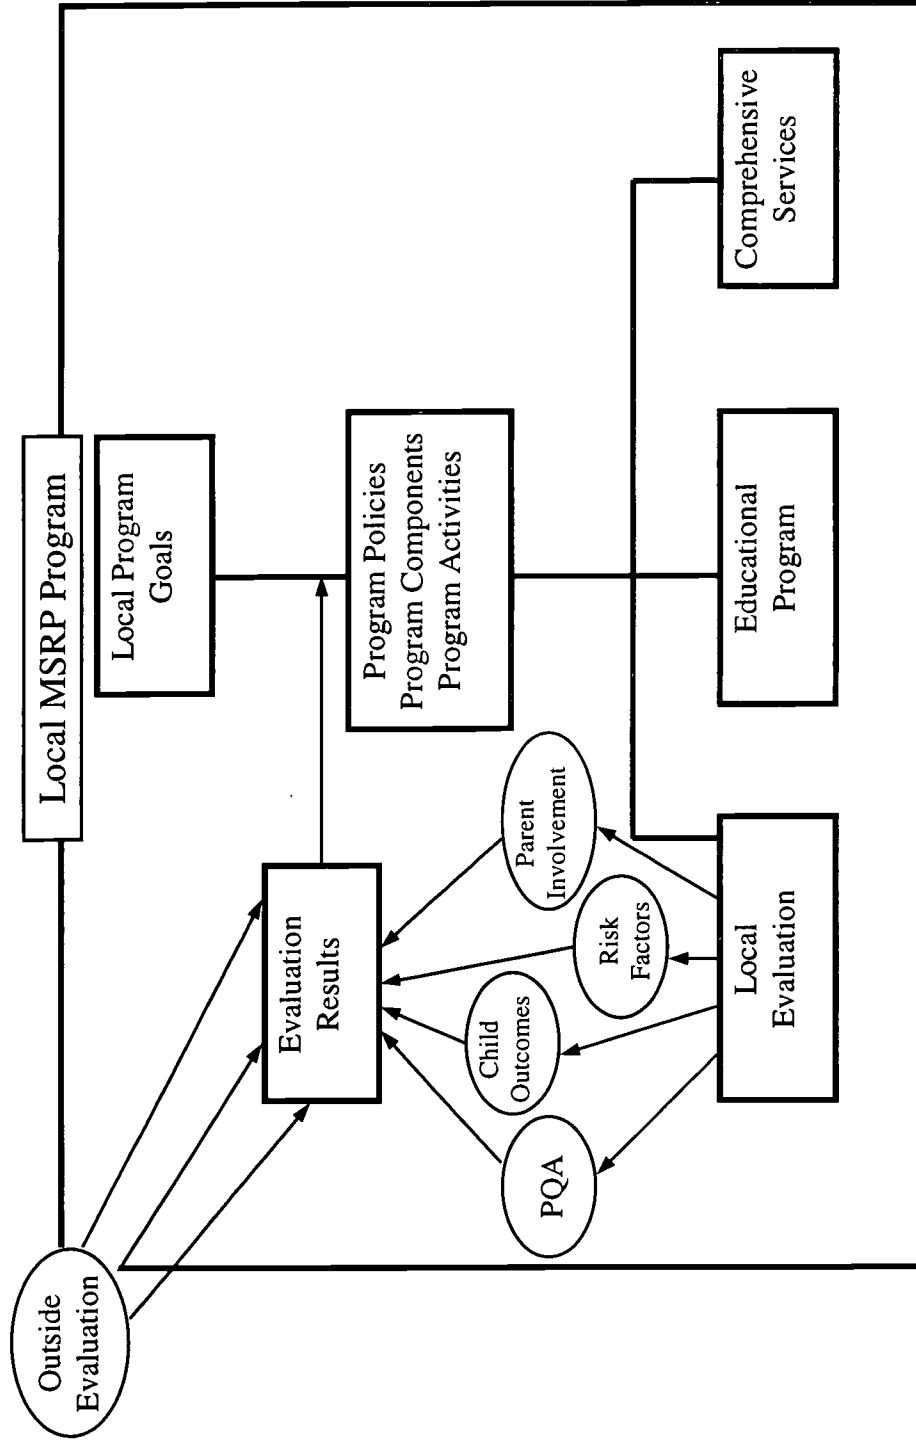 Outside
Evaluation
Local MSRP Program
Local Program
Goals
Evaluation
Results
Program Policies
Program Components
Program Activities
PQA
Child
Outcomes
Risk
Factors
Parent
Involvement
Local
Evaluation
Educational
Program
Comprehensive
Services